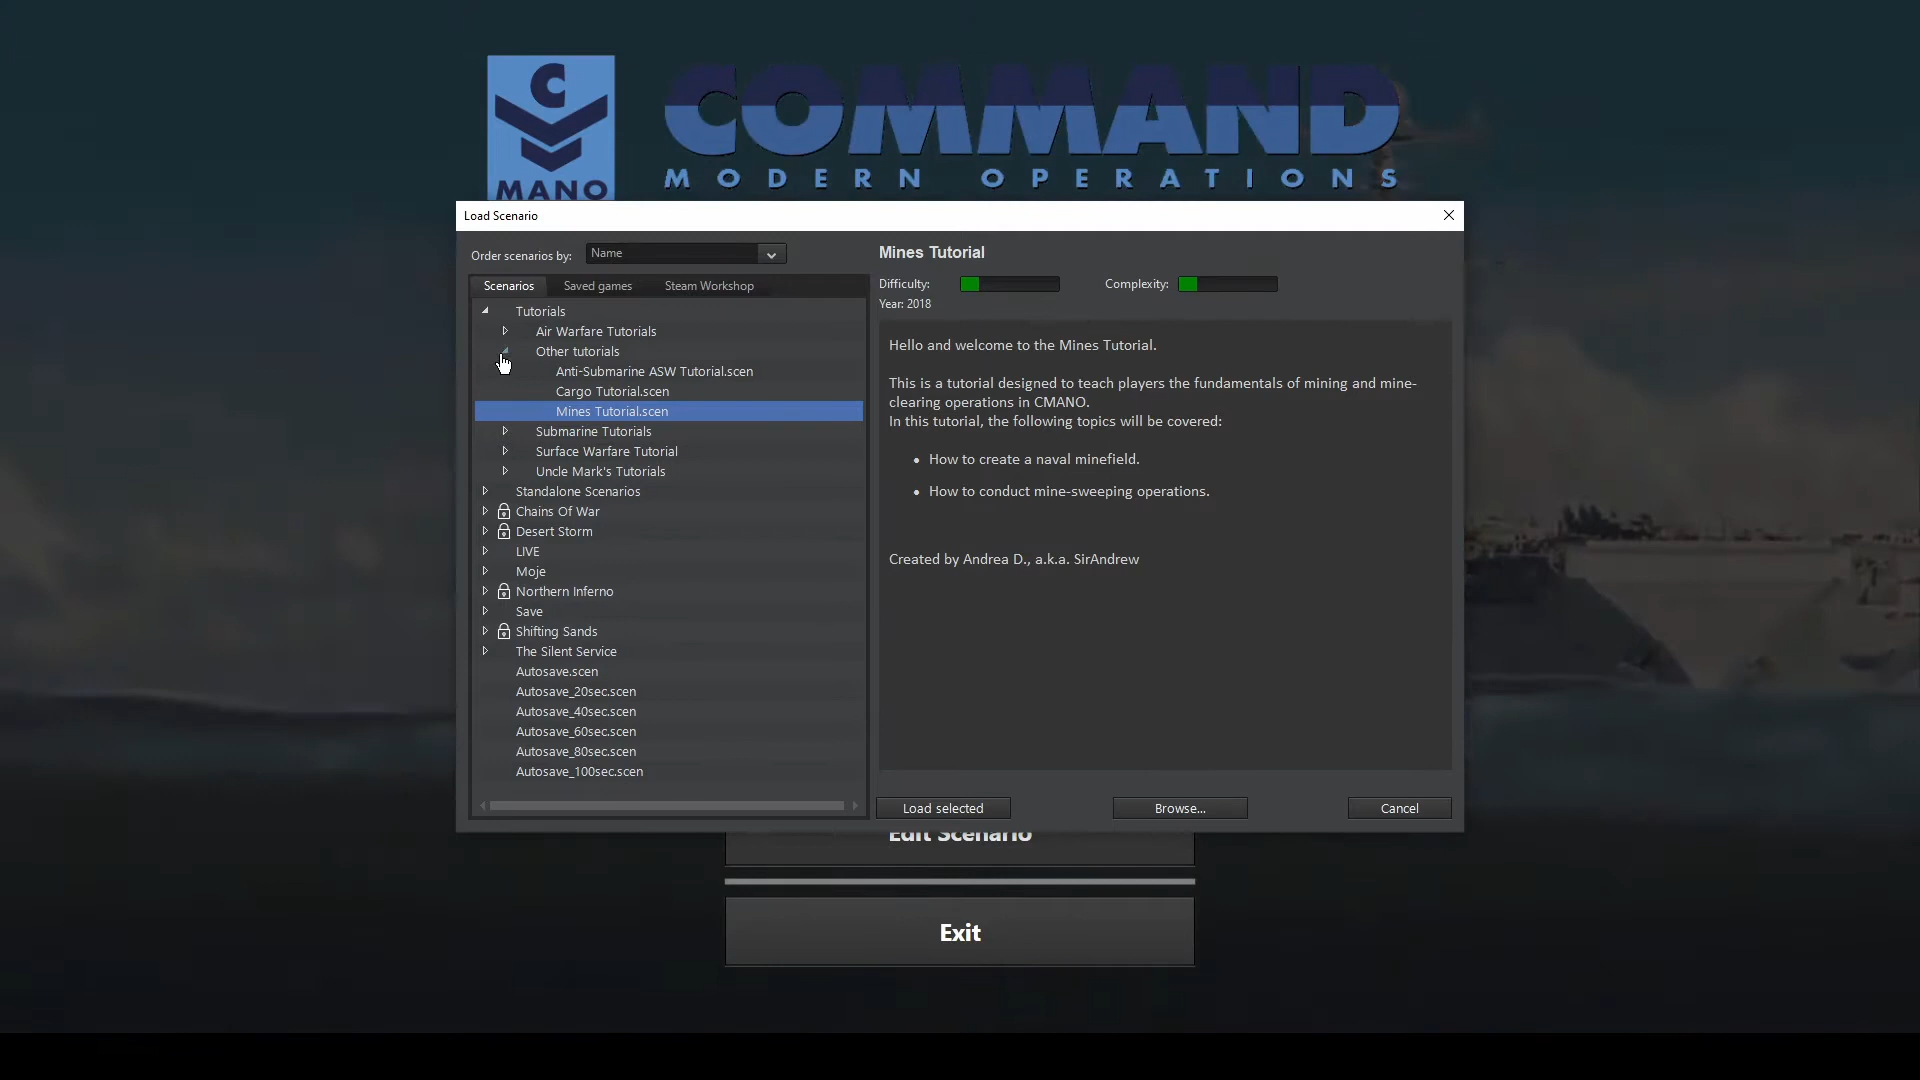 C
MANO
COMMAND
MODERN OPERATIONS
Load Scenario
Order scenarios by: Name
Mines Tutorial
Difficulty: Complexity:
Year: 2018
Scenarios Saved games Steam Workshop
Tutorials
Air Warfare Tutorials
Other tutorials
Anti-Submarine ASW Tutorial.scen
Cargo Tutorial.scen
Mines Tutorial.scen
Submarine Tutorials
Surface Warfare Tutorial
Uncle Mark's Tutorials
Standalone Scenarios
Chains Of War
Desert Storm
LIVE
Moje
Northern Inferno
Save
Shifting Sands
The Silent Service
Autosave.scen
Autosave_20sec.scen
Autosave_40sec.scen
Autosave_60sec.scen
Autosave_80sec.scen
Autosave_100sec.scen
Hello and welcome to the Mines Tutorial.
This is a tutorial designed to teach players the fundamentals of mining and mine-
clearing operations in CMANO.
In this tutorial, the following topics will be covered:
• How to create a naval minefield.
• How to conduct mine-sweeping operations.
Created by Andrea D., a.k.a. SirAndrew
Load selected Browse... Cancel
Edit Scenario
Exit